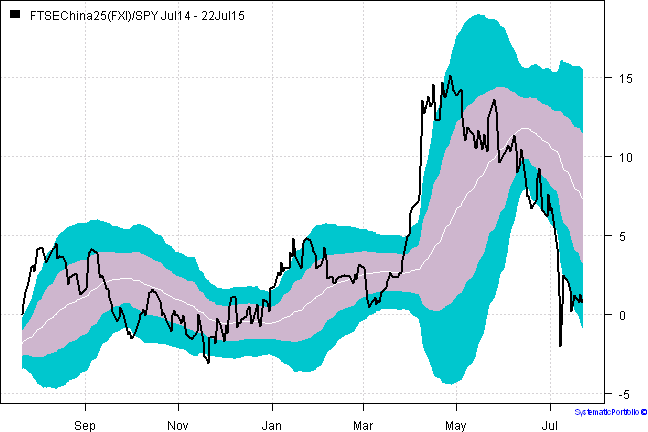 FTSEChina25(FXI)/SPY Jul14 - 22Jul15
15
10
5
0
-5
Sep Nov Jan Mar May Jul
SystematicPortfolio ©